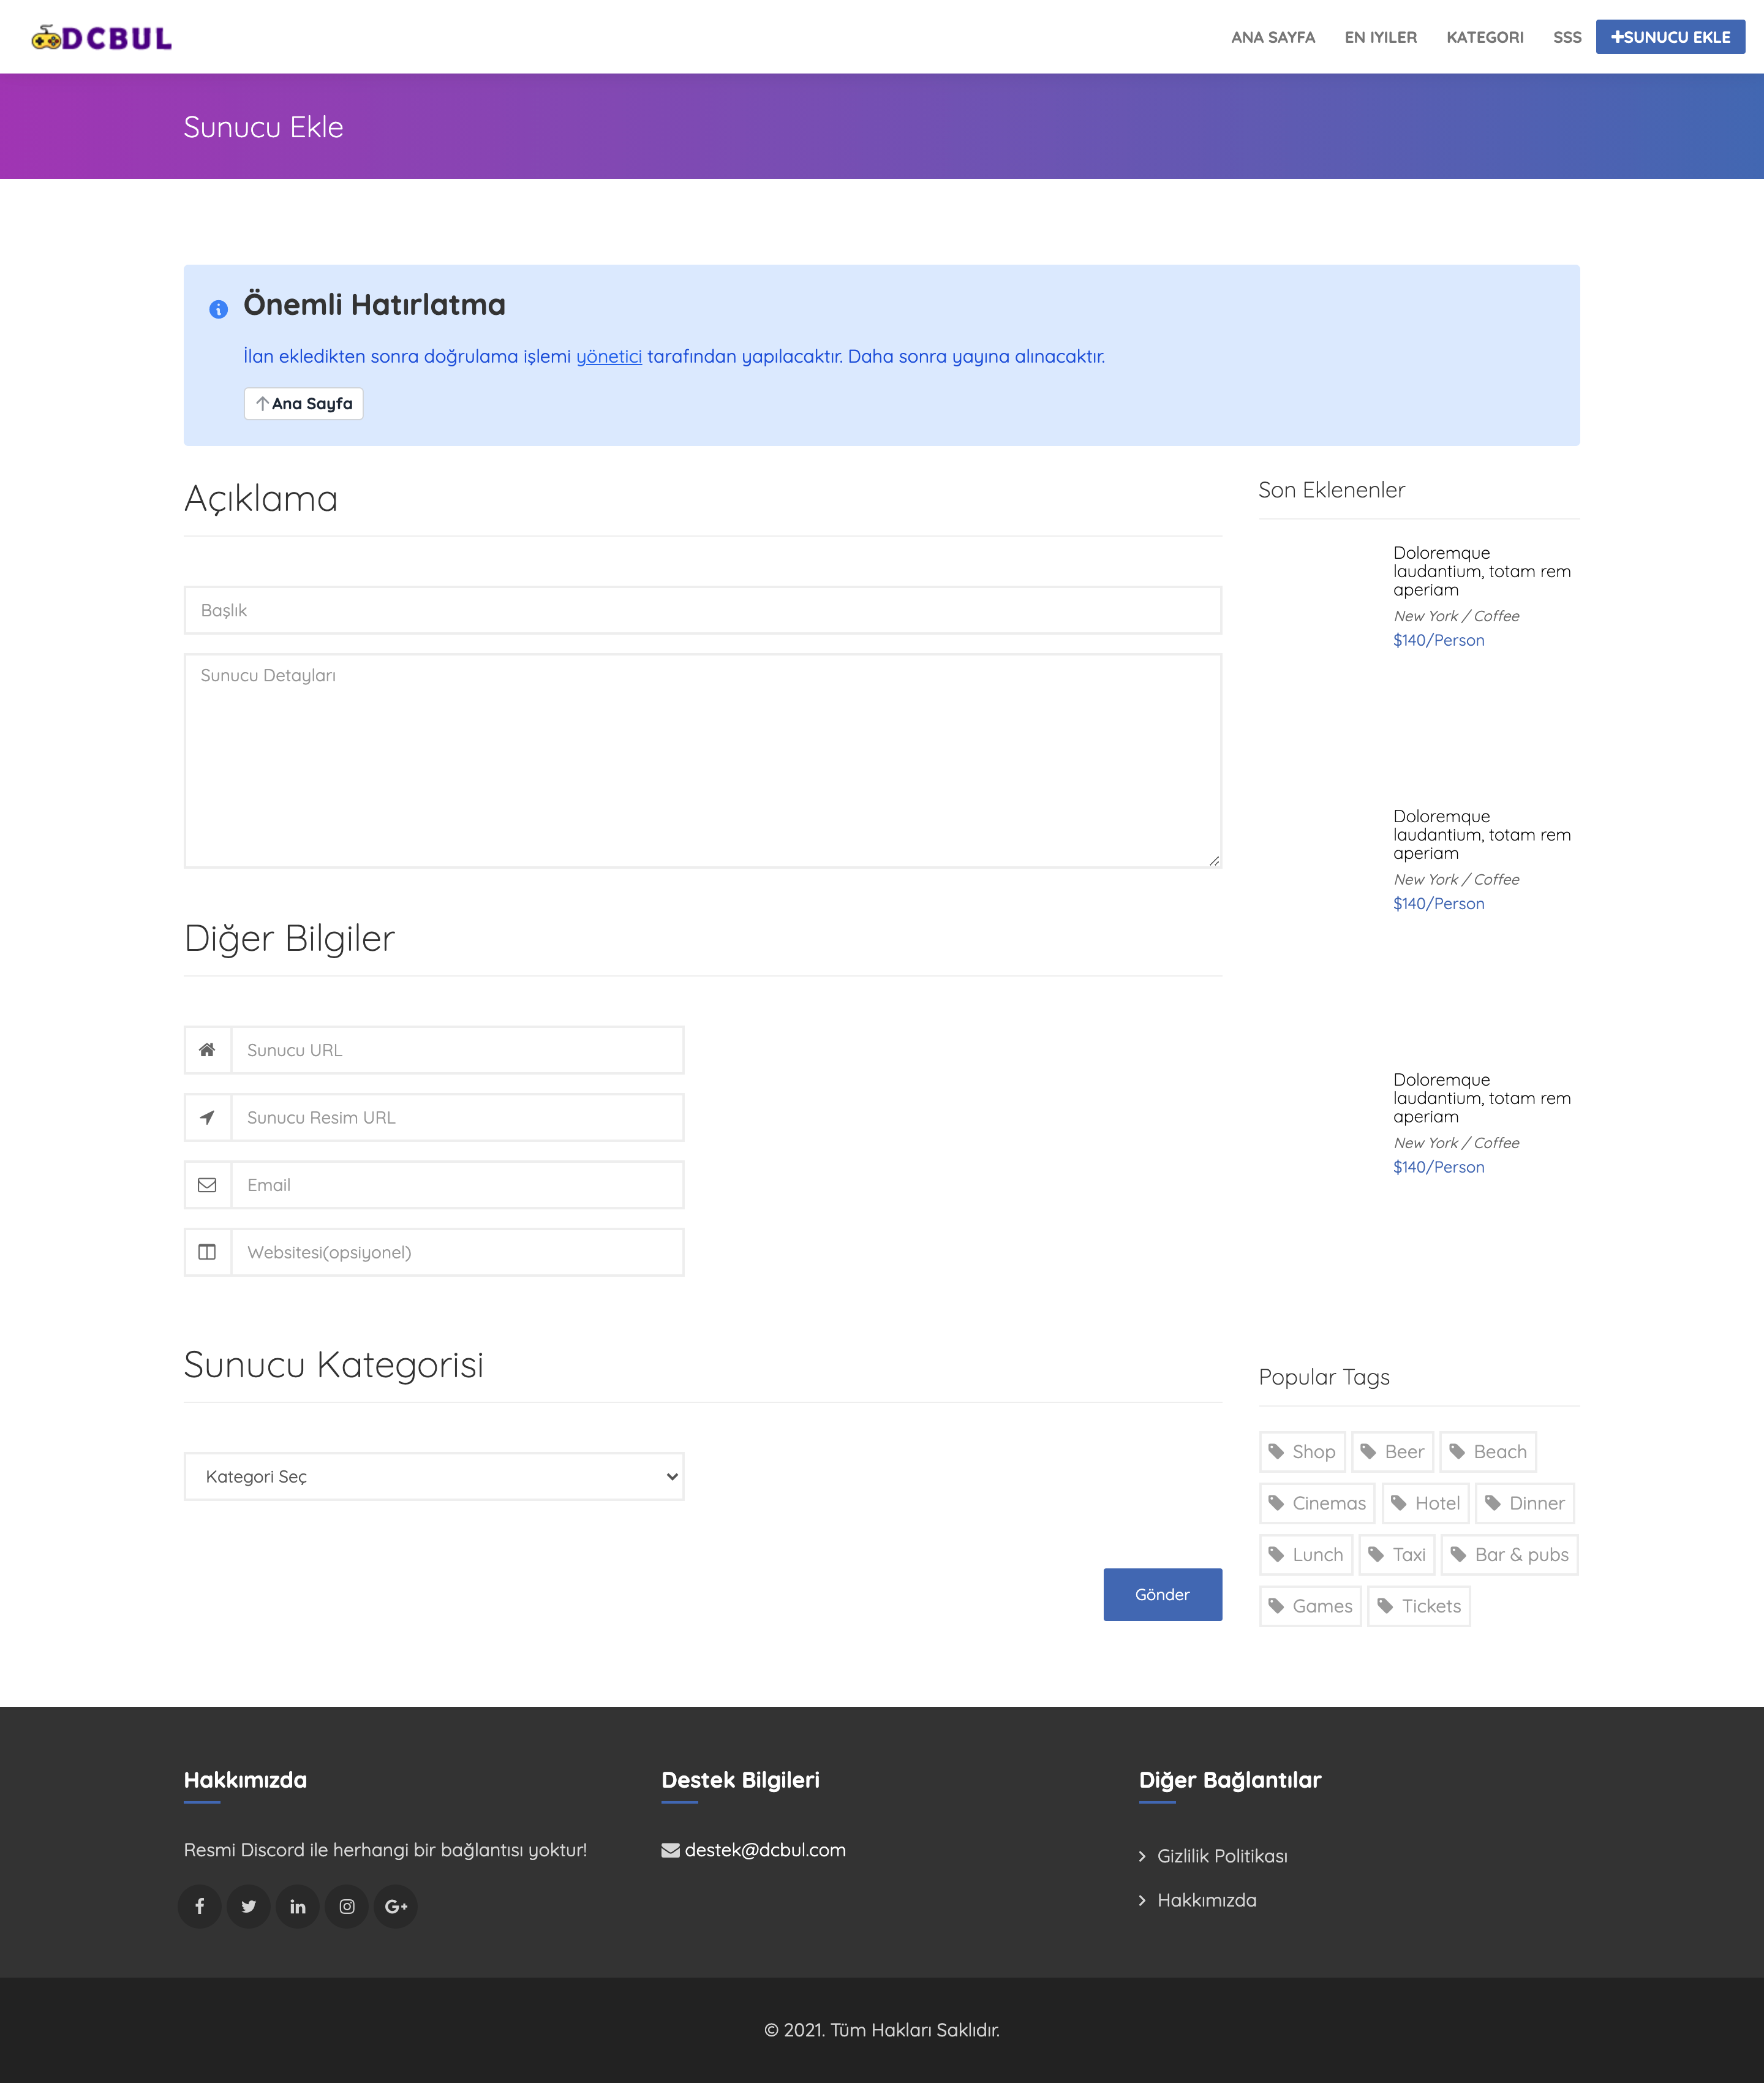 DCBUL
ANA SAYFA
EN IYILER
KATEGORI
SSS
SUNUCU EKLE
Sunucu Ekle
Önemli Hatırlatma
İlan ekledikten sonra doğrulama işlemi yönetici tarafından yapılacaktır. Daha sonra yayına alınacaktır.
Ana Sayfa
Açıklama
Başlık
Sunucu Detayları
Diğer Bilgiler
Sunucu URL
Sunucu Resim URL
Email
Websitesi(opsiyonel)
Sunucu Kategorisi
Kategori Seç
Gönder
Son Eklenenler
Doloremque
laudantium, totam rem
aperiam
New York / Coffee
$140/Person
Doloremque
laudantium, totam rem
aperiam
New York / Coffee
$140/Person
Doloremque
laudantium, totam rem
aperiam
New York / Coffee
$140/Person
Popular Tags
Shop
Beer
Beach
Cinemas
Hotel
Dinner
Lunch
Taxi
Bar & pubs
Games
Tickets
Hakkımızda
Resmi Discord ile herhangi bir bağlantısı yoktur!
Destek Bilgileri
destek@dcbul.com
Diğer Bağlantılar
Gizlilik Politikası
Hakkımızda
© 2021. Tüm Hakları Saklıdır.